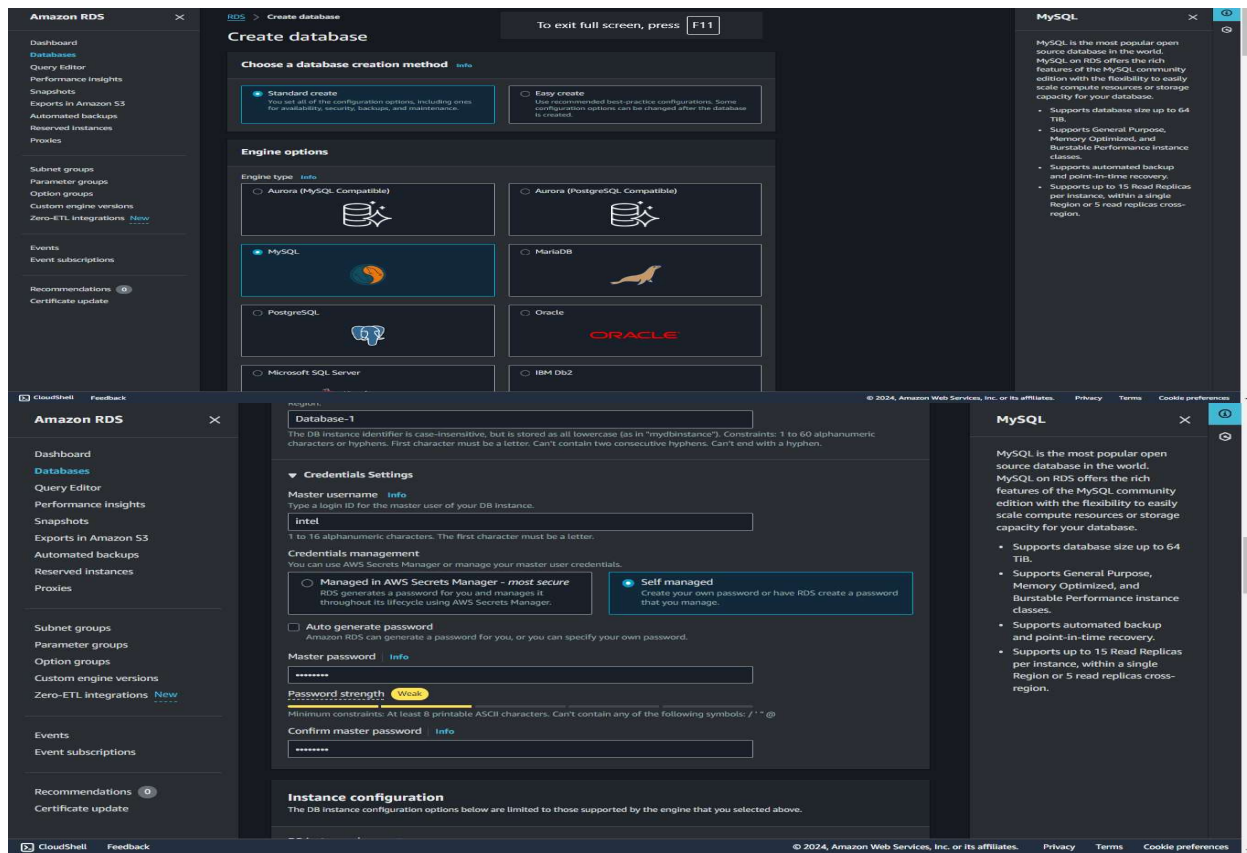 Amazon RDS
RDS > Create database
To exit full screen, press F11
MySQL
Create database
Dashboard
Databases
Query Editor
Performance insights
Snapshots
Exports in Amazon S3
Automated backups
Reserved instances
Proxies
Subnet groups
Parameter groups
Option groups
Custom engine versions
Zero-ETL integrations New
Events
Event subscriptions
Recommendations 0
Certificate update
Choose a database creation method Info
Standard create
You set all of the configuration options, including ones
for availability, security, backups, and maintenance.
Easy create
Use recommended best-practice configurations. Some
configuration options can be changed after the database
is created.
Engine options
Engine type Info
Aurora (MySQL Compatible)
Aurora (PostgreSQL Compatible)
MySQL
MariaDB
PostgreSQL
Oracle
ORACLE
Microsoft SQL Server
IBM Db2
MySQL is the most popular open
source database in the world.
MySQL on RDS offers the rich
features of the MySQL community
edition with the flexibility to easily
scale compute resources or storage
capacity for your database.
• Supports database size up to 64
TiB.
• Supports General Purpose,
Memory Optimized, and
Burstable Performance instance
classes.
• Supports automated backup
and point-in-time recovery.
• Supports up to 15 Read Replicas
per instance, within a single
Region or 5 read replicas cross-
region.
CloudShell Feedback
© 2024, Amazon Web Services, Inc. or its affiliates. Privacy Terms Cookie preferences
Amazon RDS
Dashboard
Databases
Query Editor
Performance insights
Snapshots
Exports in Amazon S3
Automated backups
Reserved instances
Proxies
Subnet groups
Parameter groups
Option groups
Custom engine versions
Zero-ETL integrations New
Events
Event subscriptions
Recommendations 0
Certificate update
Region.
Database-1
The DB instance identifier is case-insensitive, but is stored as all lowercase (as in "mydbinstance"). Constraints: 1 to 60 alphanumeric
characters or hyphens. First character must be a letter. Can't contain two consecutive hyphens. Can't end with a hyphen.
Credentials Settings
Master username Info
Type a login ID for the master user of your DB instance.
intel
1 to 16 alphanumeric characters. The first character must be a letter.
Credentials management
You can use AWS Secrets Manager or manage your master user credentials.
Managed in AWS Secrets Manager - most secure
RDS generates a password for you and manages it
throughout its lifecycle using AWS Secrets Manager.
Self managed
Create your own password or have RDS create a password
that you manage.
Auto generate password
Amazon RDS can generate a password for you, or you can specify your own password.
Master password Info
••••••••
Password strength Weak
Minimum constraints: At least 8 printable ASCII characters. Can't contain any of the following symbols: / ' " @
Confirm master password Info
••••••••
Instance configuration
The DB instance configuration options below are limited to those supported by the engine that you selected above.
MySQL
MySQL is the most popular open
source database in the world.
MySQL on RDS offers the rich
features of the MySQL community
edition with the flexibility to easily
scale compute resources or storage
capacity for your database.
• Supports database size up to 64
TiB.
• Supports General Purpose,
Memory Optimized, and
Burstable Performance instance
classes.
• Supports automated backup
and point-in-time recovery.
• Supports up to 15 Read Replicas
per instance, within a single
Region or 5 read replicas cross-
region.
CloudShell Feedback
© 2024, Amazon Web Services, Inc. or its affiliates. Privacy Terms Cookie preferences